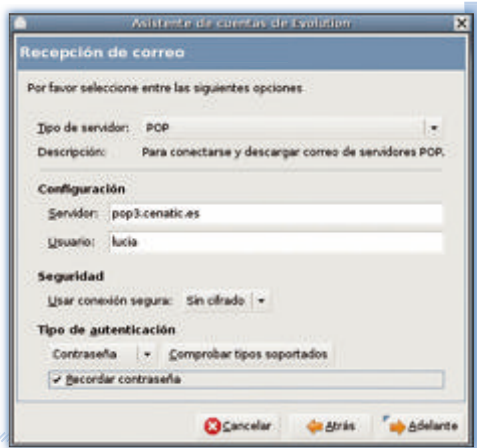 Asistente de cuentas de Evolution
Recepción de correo
Por favor seleccione entre las siguientes opciones
Tipo de servidor: POP
Descripción: Para conectarse y descargar correo de servidores POP.
Configuración
Servidor: pop3.cenatic.es
Usuario: lucia
Seguridad
Usar conexión segura: Sin cifrado
Tipo de autenticación
Contraseña Comprobar tipos soportados
Recordar contraseña
Cancelar Atrás Adelante